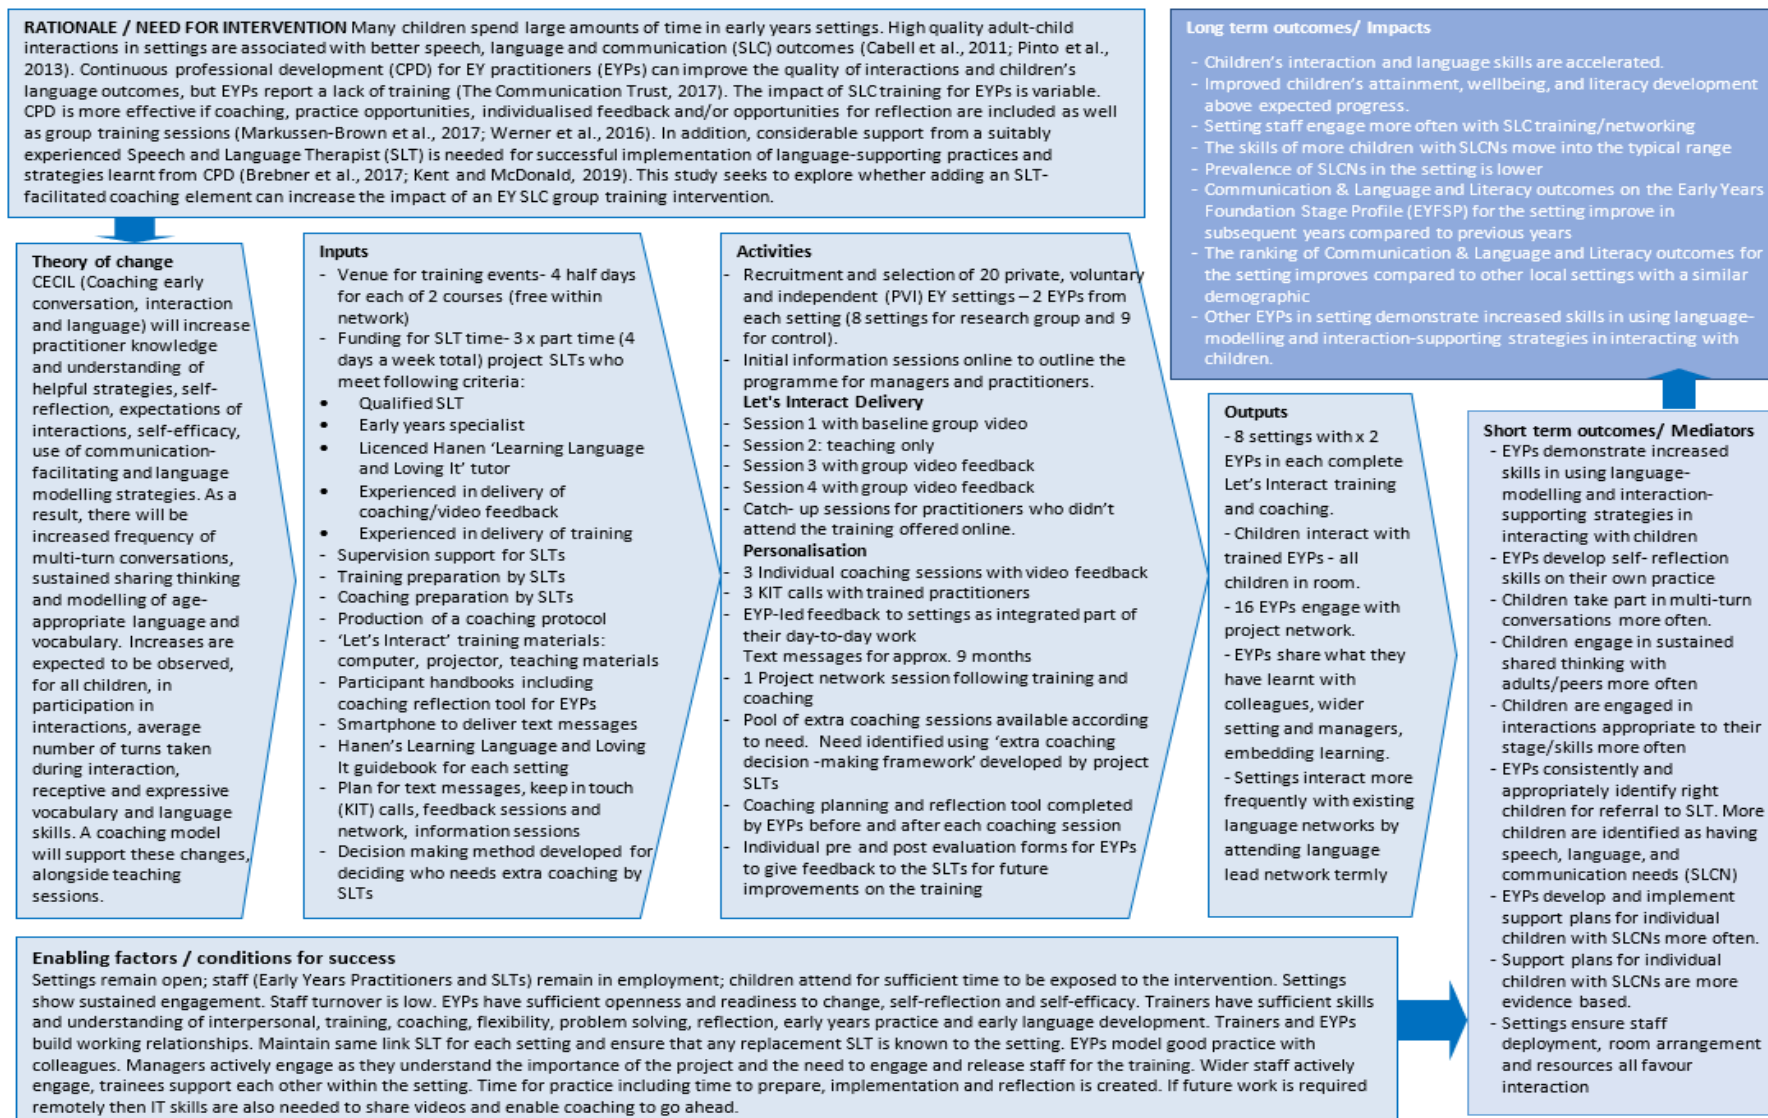 RATIONALE / NEED FOR INTERVENTION Many children spend large amounts of time in early years settings. High quality adult-child
interactions in settings are associated with better speech, language and communication (SLC) outcomes (Cabell et al., 2011; Pinto et al.,
2013). Continuous professional development (CPD) for EY practitioners (EYPs) can improve the quality of interactions and children's
language outcomes, but EYPs report a lack of training (The Communication Trust, 2017). The impact of SLC training for EYPs is variable.
CPD is more effective if coaching, practice opportunities, individualised feedback and/or opportunities for reflection are included as well
as group training sessions (Markussen-Brown et al., 2017; Werner et al., 2016). In addition, considerable support from a suitably
experienced Speech and Language Therapist (SLT) is needed for successful implementation of language-supporting practices and
strategies learnt from CPD (Brebner et al., 2017; Kent and McDonald, 2019). This study seeks to explore whether adding an SLT-
facilitated coaching element can increase the impact of an EY SLC group training intervention.
Long term outcomes/ Impacts
- Children's interaction and language skills are accelerated.
- Improved children's attainment, wellbeing, and literacy development
above expected progress.
- Setting staff engage more often with SLC training/networking
- The skills of more children with SLCNs move into the typical range
- Prevalence of SLCNs in the setting is lower
- Communication & Language and Literacy outcomes on the Early Years
Foundation Stage Profile (EYFSP) for the setting improve in
subsequent years compared to previous years
- The ranking of Communication & Language and Literacy outcomes for
the setting improves compared to other local settings with a similar
demographic
- Other EYPs in setting demonstrate increased skills in using language-
modelling and interaction-supporting strategies in interacting with
children.
Theory of change
CECIL (Coaching early
conversation, interaction
and language) will increase
practitioner knowledge
and understanding of
helpful strategies, self-
reflection, expectations of
interactions, self-efficacy,
use of communication-
facilitating and language
modelling strategies. As a
result, there will be
increased frequency of
multi-turn conversations,
sustained sharing thinking
and modelling of age-
appropriate language and
vocabulary. Increases are
expected to be observed,
for all children, in
participation in
interactions, average
number of turns taken
during interaction,
receptive and expressive
vocabulary and language
skills. A coaching model
will support these changes,
alongside teaching
sessions.
Inputs
- Venue for training events- 4 half days
for each of 2 courses (free within
network)
- Funding for SLT time- 3 x part time (4
days a week total) project SLTs who
meet following criteria:
• Qualified SLT
• Early years specialist
• Licenced Hanen 'Learning Language
and Loving It' tutor
• Experienced in delivery of
coaching/video feedback
• Experienced in delivery of training
- Supervision support for SLTs
- Training preparation by SLTs
- Coaching preparation by SLTs
- Production of a coaching protocol
- 'Let's Interact' training materials:
computer, projector, teaching materials
- Participant handbooks including
coaching reflection tool for EYPs
- Smartphone to deliver text messages
- Hanen's Learning Language and Loving
It guidebook for each setting
- Plan for text messages, keep in touch
(KIT) calls, feedback sessions and
network, information sessions
- Decision making method developed for
deciding who needs extra coaching by
SLTs
Activities
- Recruitment and selection of 20 private, voluntary
and independent (PVI) EY settings – 2 EYPs from
each setting (8 settings for research group and 9
for control).
- Initial information sessions online to outline the
programme for managers and practitioners.
Let's Interact Delivery
- Session 1 with baseline group video
- Session 2: teaching only
- Session 3 with group video feedback
- Session 4 with group video feedback
- Catch- up sessions for practitioners who didn't
attend the training offered online.
Personalisation
- 3 Individual coaching sessions with video feedback
- 3 KIT calls with trained practitioners
- EYP-led feedback to settings as integrated part of
their day-to-day work
Text messages for approx. 9 months
- 1 Project network session following training and
coaching
- Pool of extra coaching sessions available according
to need. Need identified using 'extra coaching
decision -making framework' developed by project
SLTs
- Coaching planning and reflection tool completed
by EYPs before and after each coaching session
- Individual pre and post evaluation forms for EYPs
to give feedback to the SLTs for future
improvements on the training
Outputs
- 8 settings with x 2
EYPs in each complete
Let's Interact training
and coaching.
- Children interact with
trained EYPs - all
children in room.
- 16 EYPs engage with
project network.
- EYPs share what they
have learnt with
colleagues, wider
setting and managers,
embedding learning.
- Settings interact more
frequently with existing
language networks by
attending language
lead network termly
Short term outcomes/ Mediators
- EYPs demonstrate increased
skills in using language-
modelling and interaction-
supporting strategies in
interacting with children
- EYPs develop self- reflection
skills on their own practice
- Children take part in multi-turn
conversations more often.
- Children engage in sustained
shared thinking with
adults/peers more often
- Children are engaged in
interactions appropriate to their
stage/skills more often
- EYPs consistently and
appropriately identify right
children for referral to SLT. More
children are identified as having
speech, language, and
communication needs (SLCN)
- EYPs develop and implement
support plans for individual
children with SLCNs more often.
- Support plans for individual
children with SLCNs are more
evidence based.
- Settings ensure staff
deployment, room arrangement
and resources all favour
interaction
Enabling factors / conditions for success
Settings remain open; staff (Early Years Practitioners and SLTs) remain in employment; children attend for sufficient time to be exposed to the intervention. Settings
show sustained engagement. Staff turnover is low. EYPs have sufficient openness and readiness to change, self-reflection and self-efficacy. Trainers have sufficient skills
and understanding of interpersonal, training, coaching, flexibility, problem solving, reflection, early years practice and early language development. Trainers and EYPs
build working relationships. Maintain same link SLT for each setting and ensure that any replacement SLT is known to the setting. EYPs model good practice with
colleagues. Managers actively engage as they understand the importance of the project and the need to engage and release staff for the training. Wider staff actively
engage, trainees support each other within the setting. Time for practice including time to prepare, implementation and reflection is created. If future work is required
remotely then IT skills are also needed to share videos and enable coaching to go ahead.